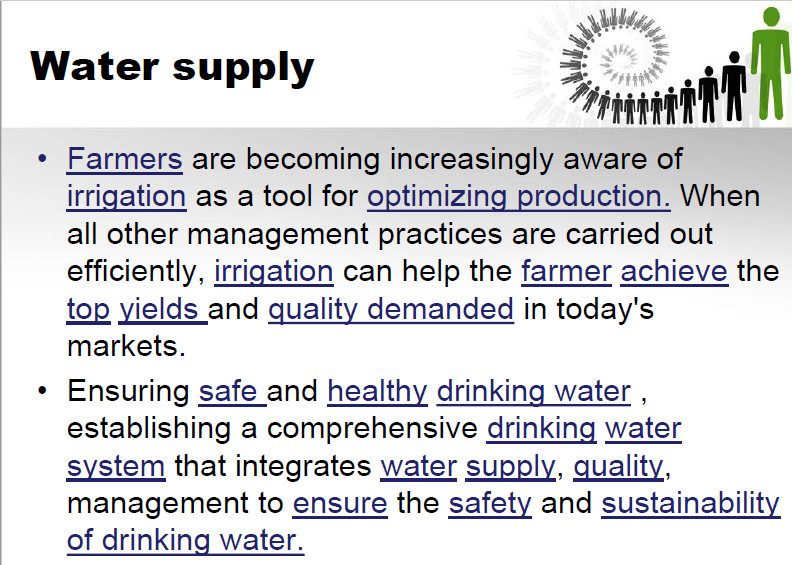 Water supply
• Farmers are becoming increasingly aware of
irrigation as a tool for optimizing production. When
all other management practices are carried out
efficiently, irrigation can help the farmer achieve the
top yields and quality demanded in today's
markets.
• Ensuring safe and healthy drinking water ,
establishing a comprehensive drinking water
system that integrates water supply, quality,
management to ensure the safety and sustainability
of drinking water.